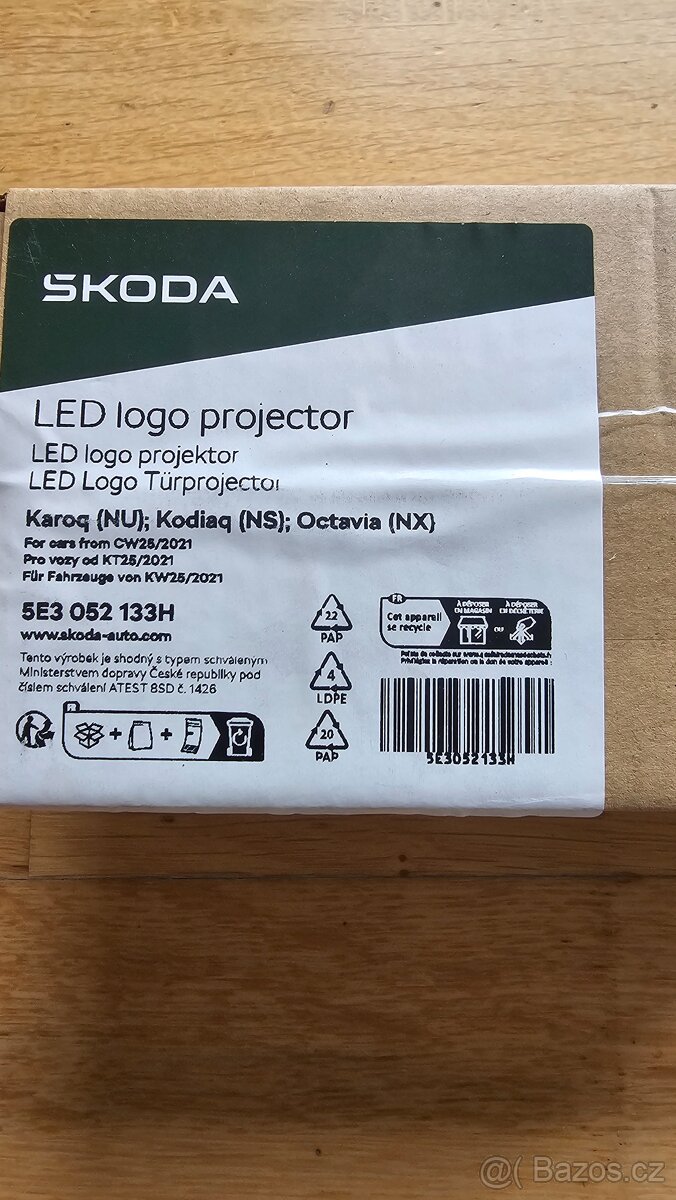 ŠKODA
LED logo projector
LED logo projektor
LED Logo Türprojector
Karoq (NU); Kodiaq (NS); Octavia (NX)
For cars from CW25/2021
Pro vozy od KT25/2021
Für Fahrzeuge von KW25/2021
5E3 052 133H
www.skoda-auto.com
Tento výrobek je shodný s typem schváleným
Ministerstvem dopravy České republiky pod
číslem schválení ATEST 8SD č. 1426
22
PAP
4
LDPE
20
PAP
FR
Cet appareil
se recycle
À DÉPOSER
EN MAGASIN
OU
À DÉPOSER
EN DÉCHÈTERIE
5E3052133H
@( Bazos.cz